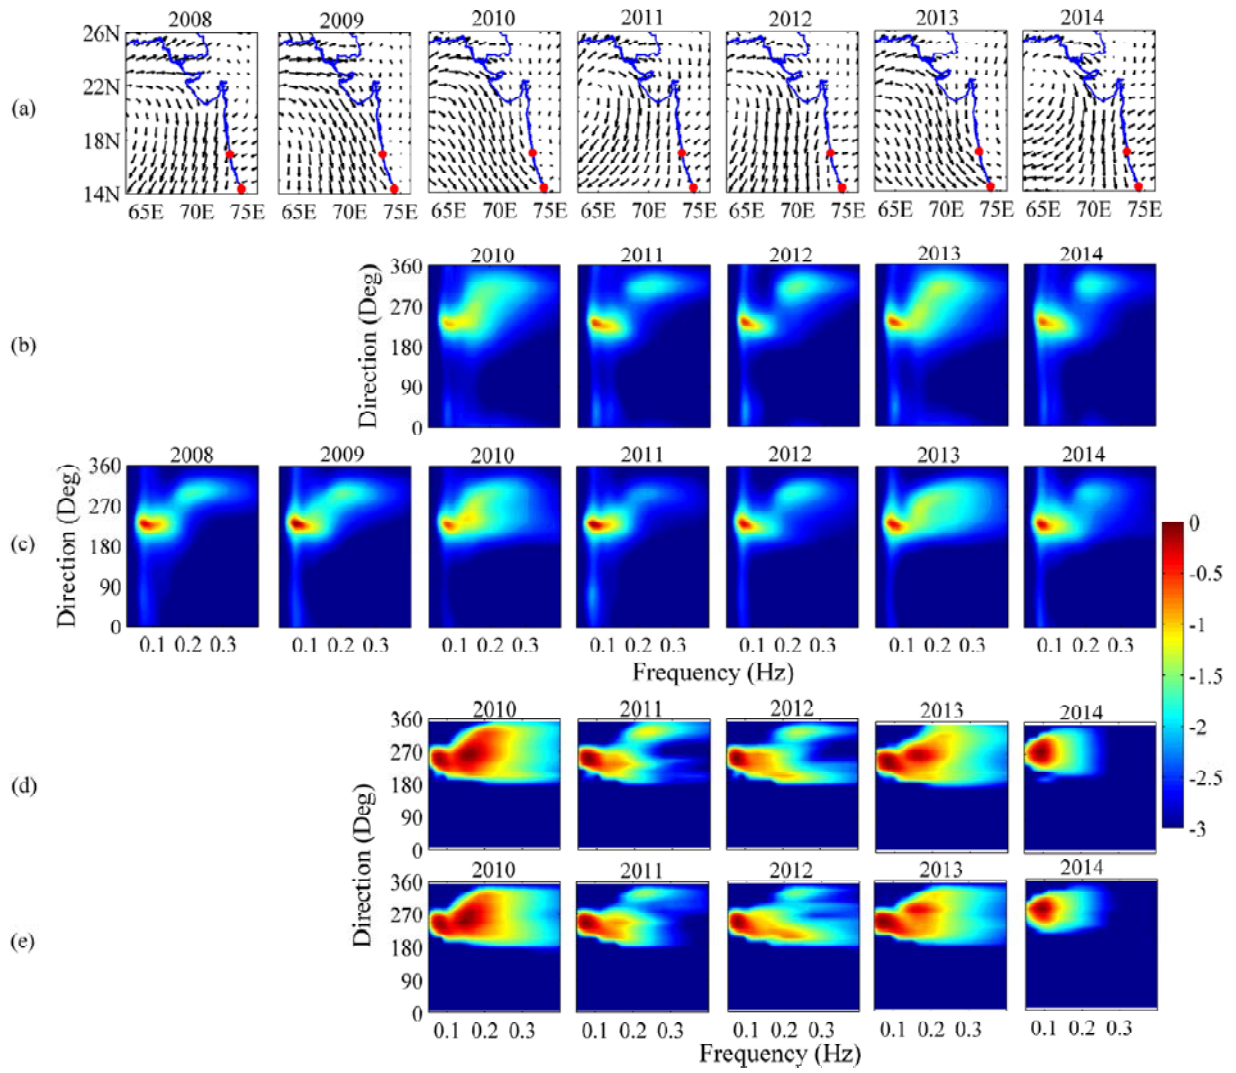 2008 2009 2010 2011 2012 2013 2014
26N
22N
(a)
18N
14N
65E 70E 75E 65E 70E 75E 65E 70E 75E 65E 70E 75E 65E 70E 75E 65E 70E 75E 65E 70E 75E
2010 2011 2012 2013 2014
360
270
(b)
180
90
0
Direction (Deg)
2008 2009 2010 2011 2012 2013 2014
360
270
(c)
180
90
0
Direction (Deg)
0.1 0.2 0.3 0.1 0.2 0.3 0.1 0.2 0.3 0.1 0.2 0.3 0.1 0.2 0.3 0.1 0.2 0.3 0.1 0.2 0.3
Frequency (Hz)
0
-0.5
-1
-1.5
-2
-2.5
-3
2010 2011 2012 2013 2014
360
270
(d)
180
90
0
Direction (Deg)
2010 2011 2012 2013 2014
360
270
(e)
180
90
0
0.1 0.2 0.3 0.1 0.2 0.3 0.1 0.2 0.3 0.1 0.2 0.3 0.1 0.2 0.3
Frequency (Hz)